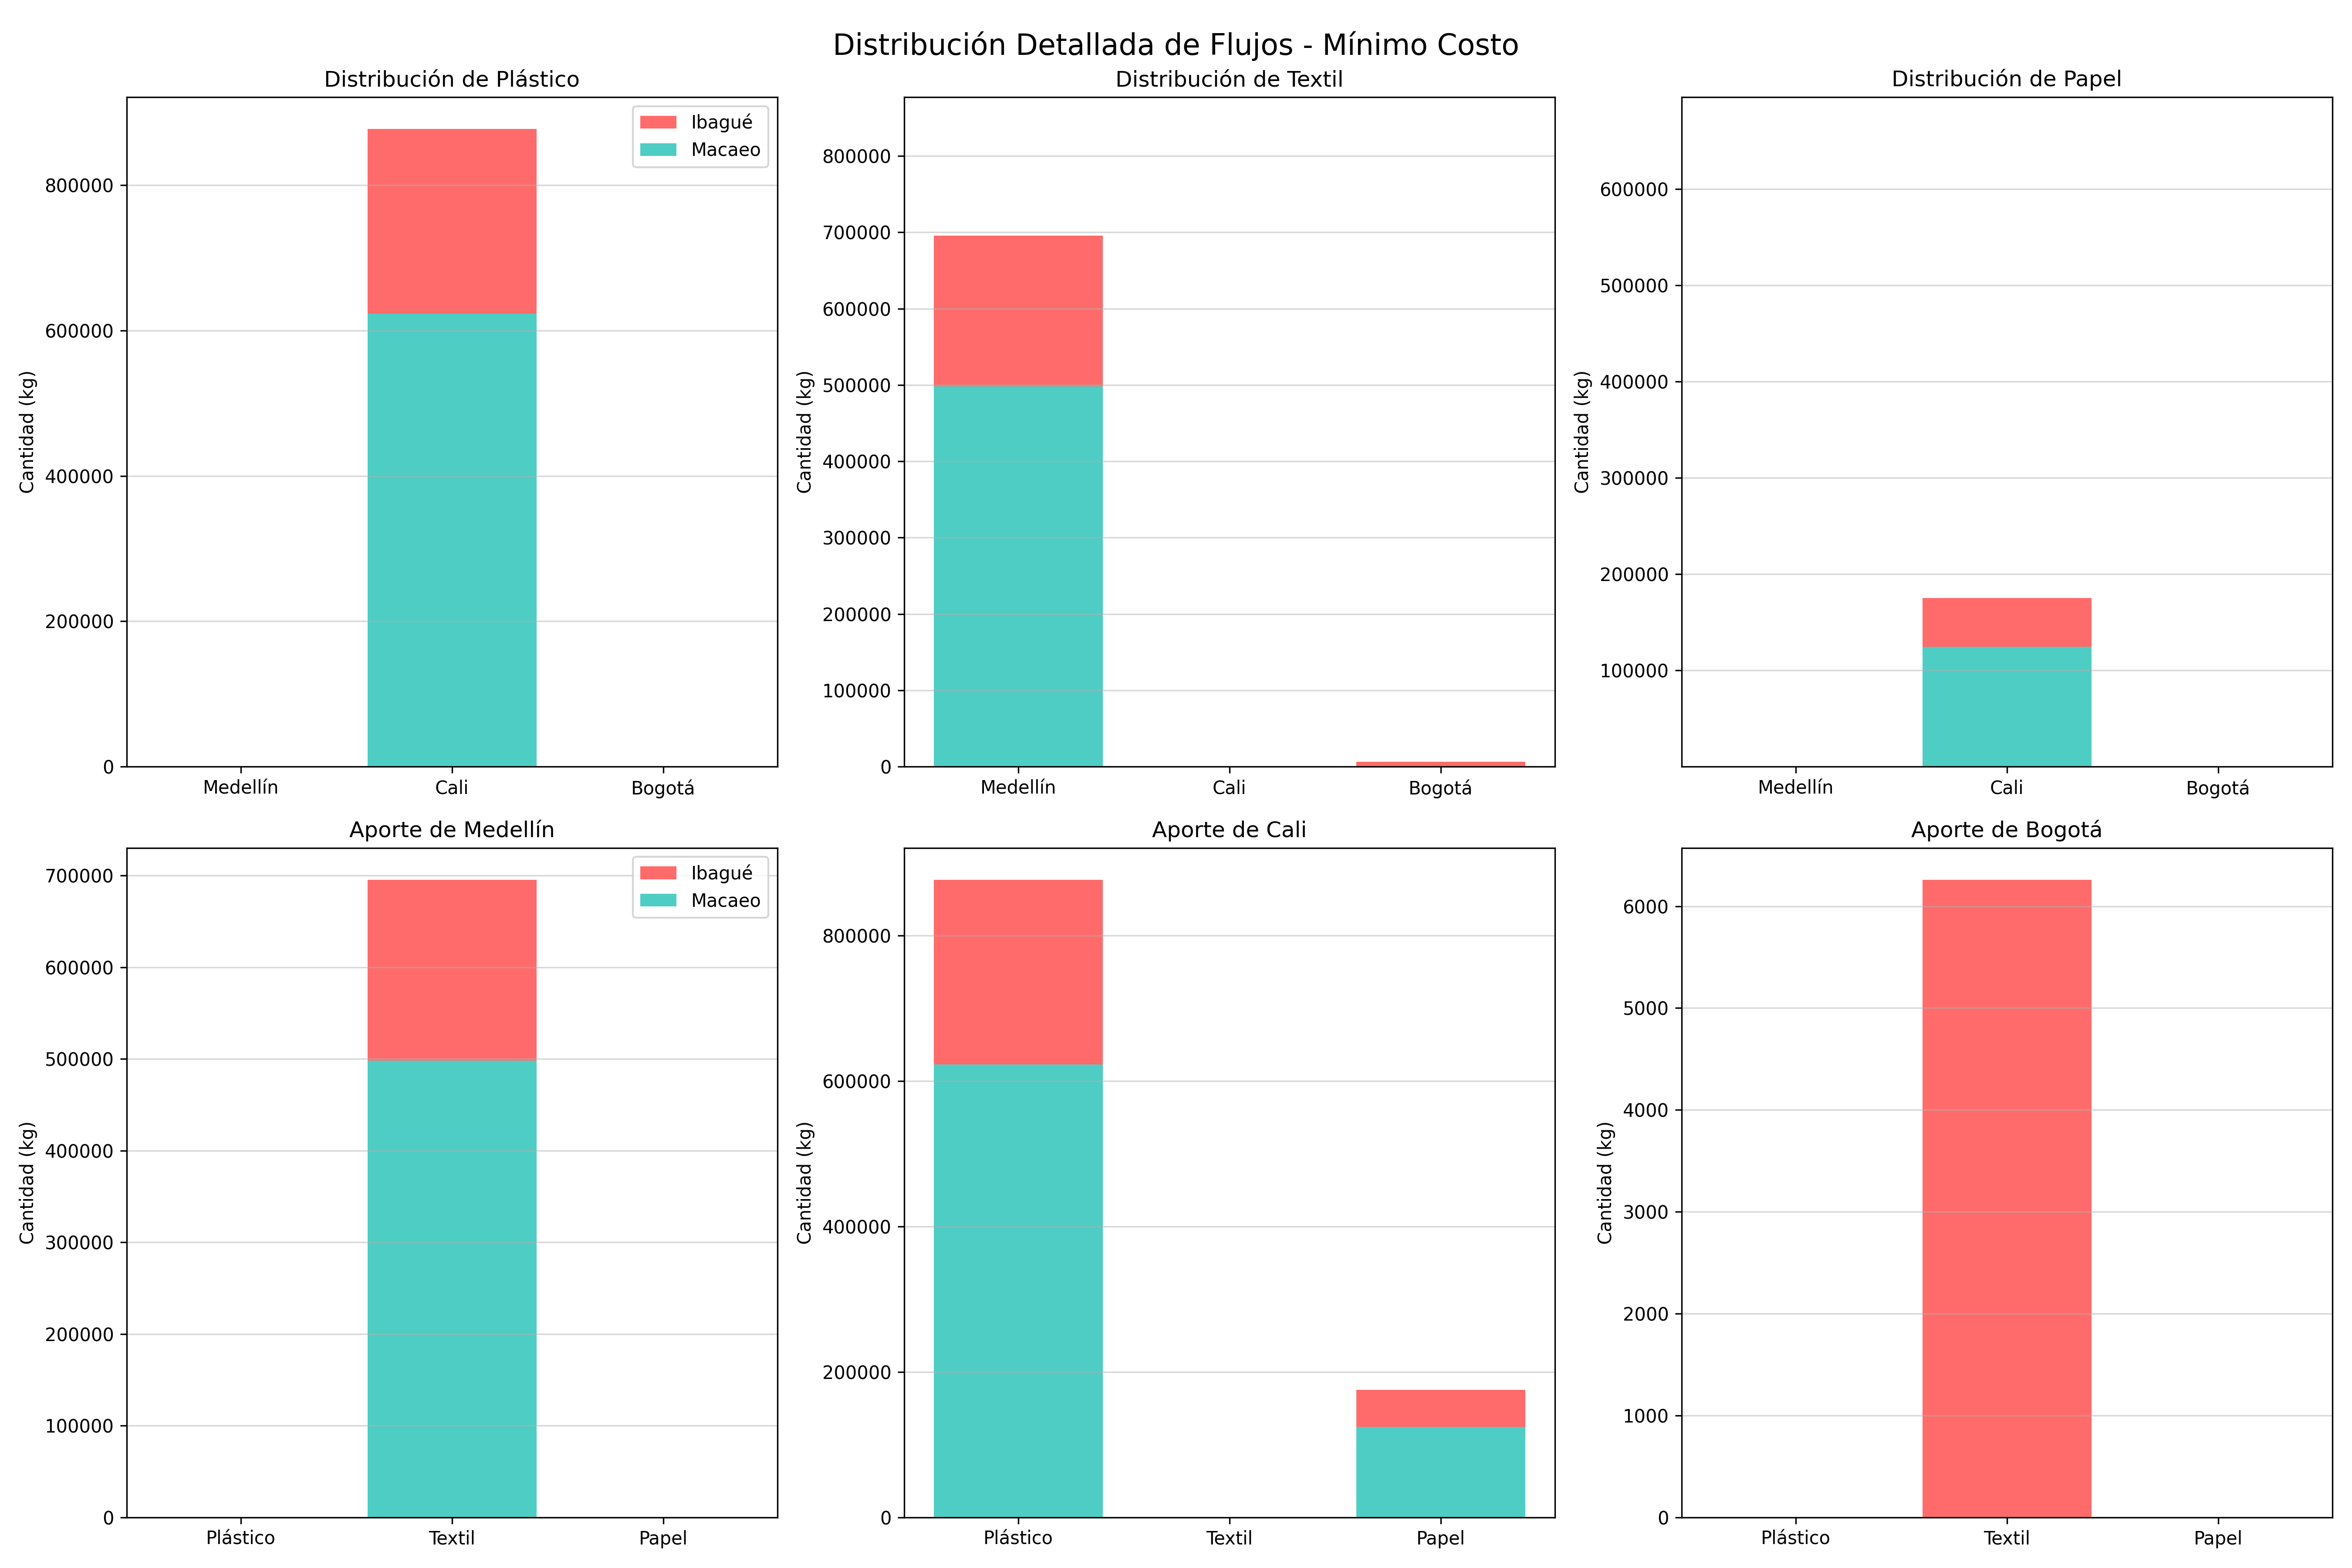 Distribución Detallada de Flujos - Mínimo Costo
Distribución de Plástico
Cantidad (kg)
800000
600000
400000
200000
0
Medellín
Cali
Bogotá
Ibagué
Macaeo
Distribución de Textil
Cantidad (kg)
800000
700000
600000
500000
400000
300000
200000
100000
0
Medellín
Cali
Bogotá
Distribución de Papel
Cantidad (kg)
600000
500000
400000
300000
200000
100000
Medellín
Cali
Bogotá
Aporte de Medellín
Cantidad (kg)
700000
600000
500000
400000
300000
200000
100000
0
Plástico
Textil
Papel
Ibagué
Macaeo
Aporte de Cali
Cantidad (kg)
800000
600000
400000
200000
0
Plástico
Textil
Papel
Aporte de Bogotá
Cantidad (kg)
6000
5000
4000
3000
2000
1000
0
Plástico
Textil
Papel